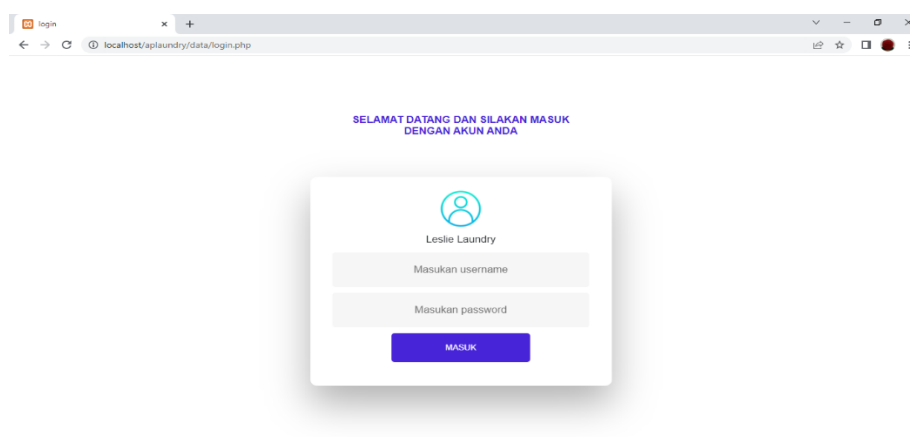 login
localhost/aplaundry/data/login.php
SELAMAT DATANG DAN SILAKAN MASUK
DENGAN AKUN ANDA
Leslie Laundry
Masukan username
Masukan password
MASUK